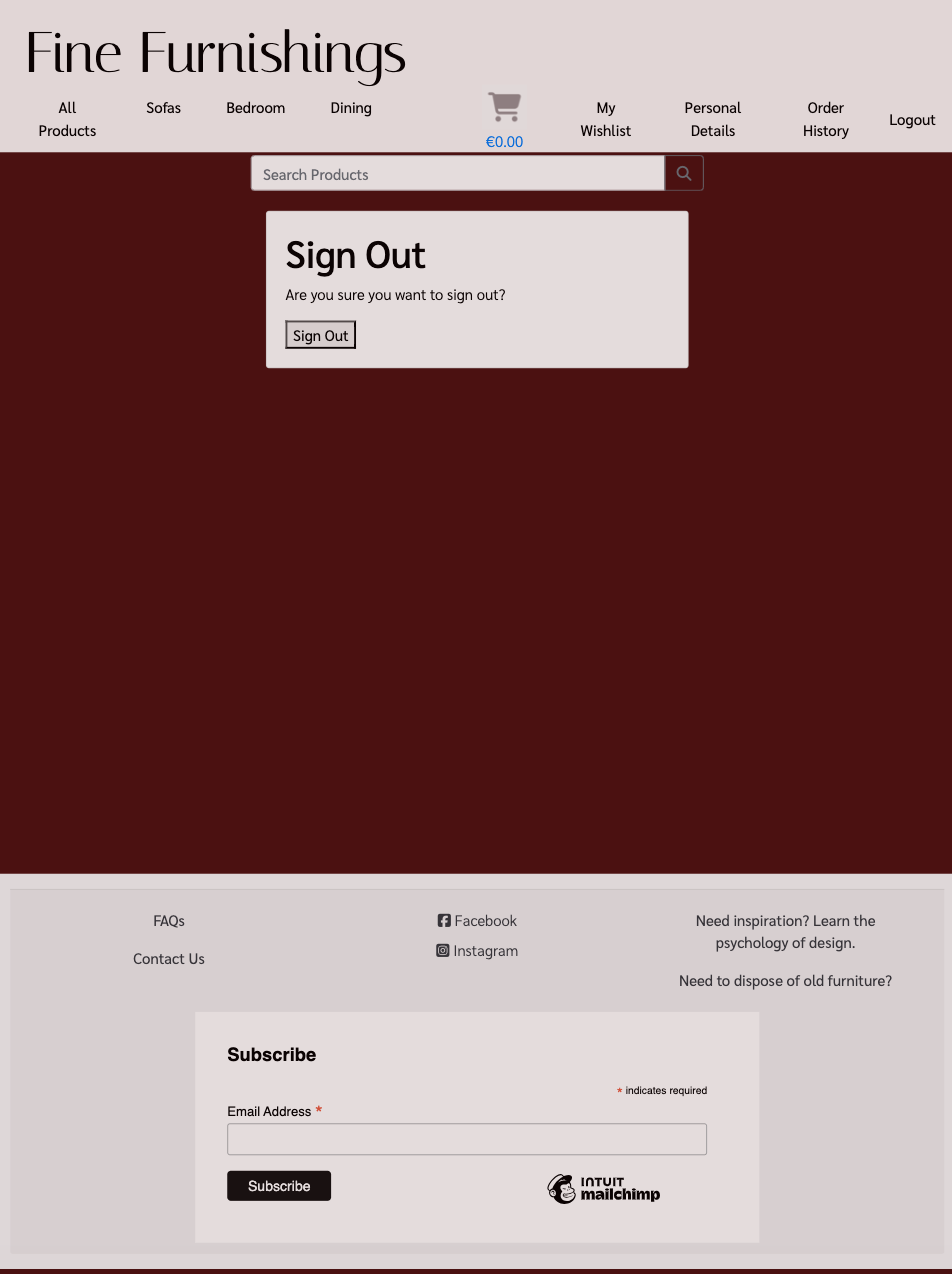 Fine Furnishings
All
Products
Sofas
Bedroom
Dining
€0.00
My
Wishlist
Personal
Details
Order
History
Logout
Search Products
Sign Out
Are you sure you want to sign out?
Sign Out
FAQs
Contact Us
Facebook
Instagram
Need inspiration? Learn the
psychology of design.
Need to dispose of old furniture?
Subscribe
* indicates required
Email Address *
Subscribe
INTUIT
mailchimp